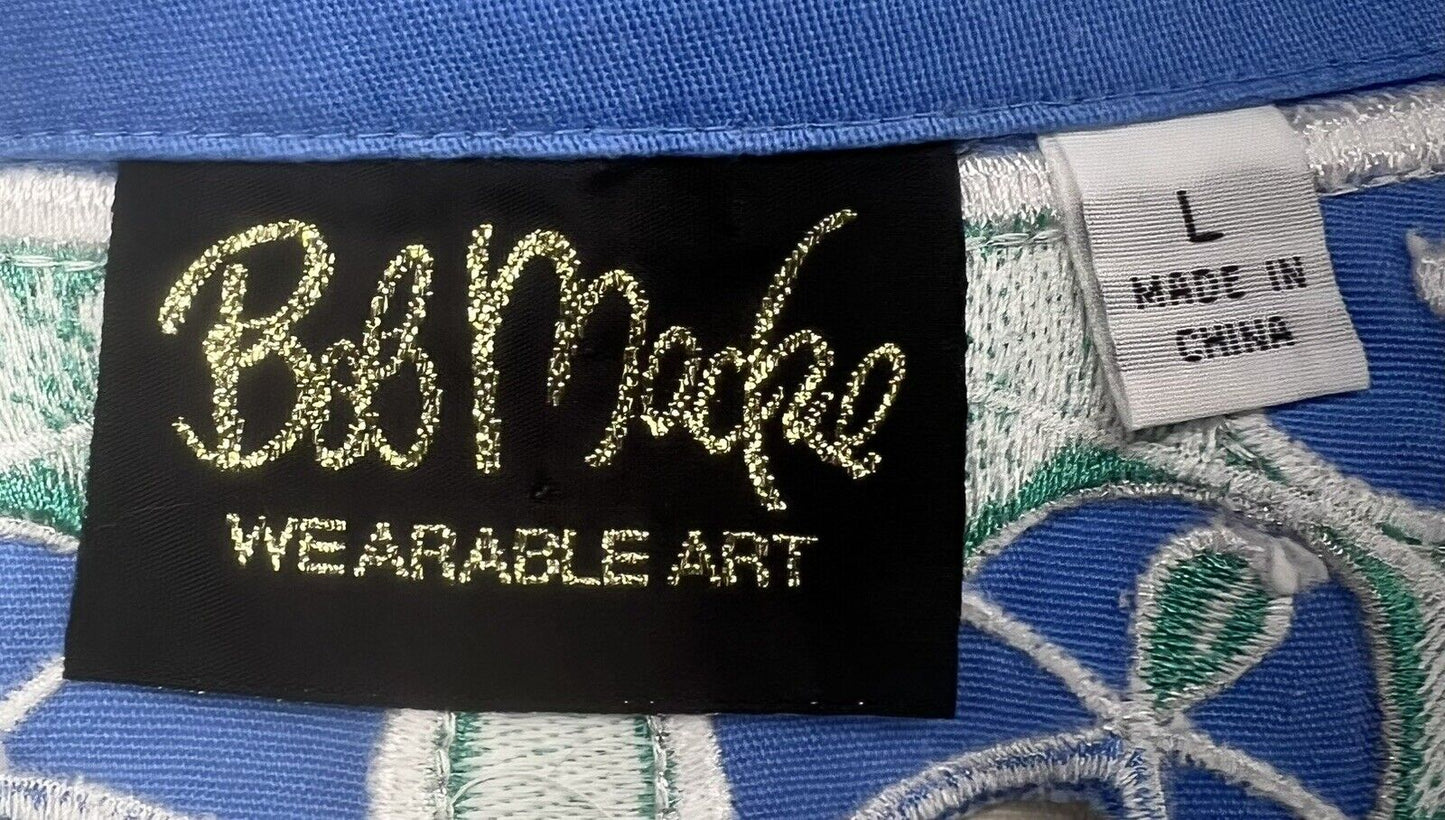 Bob Mackie
WEARABLE ART
L
MADE IN
CHINA